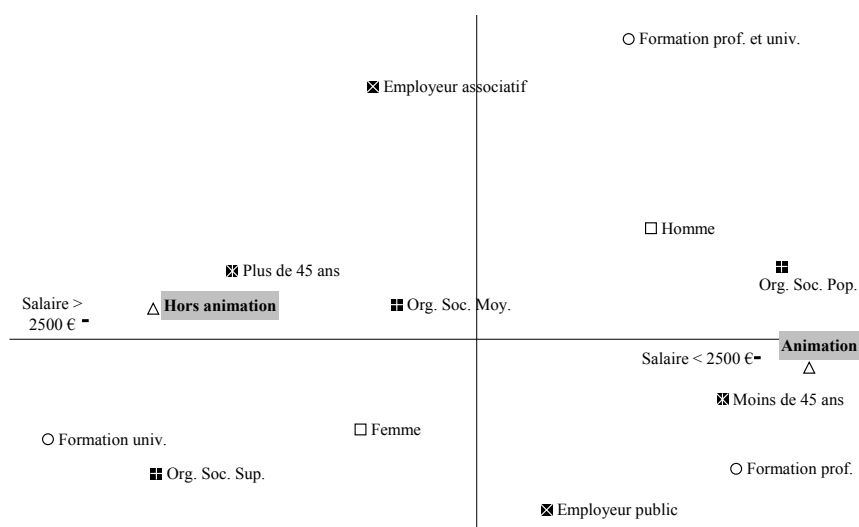 Formation prof. et univ.
Employeur associatif
Homme
Plus de 45 ans
Org. Soc. Pop.
Salaire >
2500 €
Hors animation
Org. Soc. Moy.
Animation
Salaire < 2500 €
Moins de 45 ans
Femme
Formation univ.
Org. Soc. Sup.
Formation prof.
Employeur public